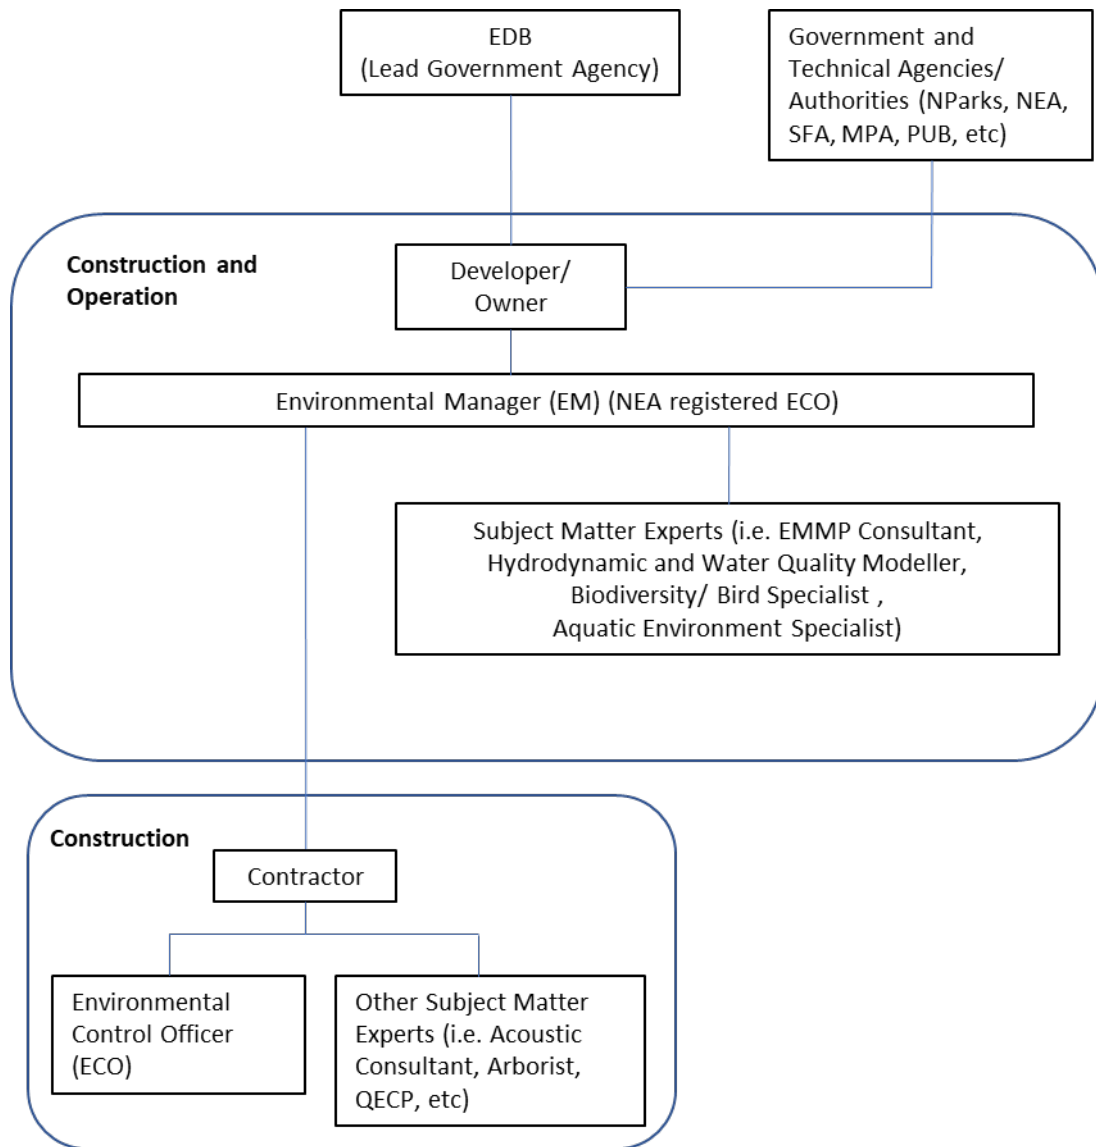 EDB
(Lead Government Agency)
Government and
Technical Agencies/
Authorities (NParks, NEA,
SFA, MPA, PUB, etc)
Construction and
Operation
Developer/
Owner
Environmental Manager (EM) (NEA registered ECO)
Subject Matter Experts (i.e. EMMP Consultant,
Hydrodynamic and Water Quality Modeller,
Biodiversity/ Bird Specialist ,
Aquatic Environment Specialist)
Construction
Contractor
Environmental
Control Officer
(ECO)
Other Subject Matter
Experts (i.e. Acoustic
Consultant, Arborist,
QECP, etc)